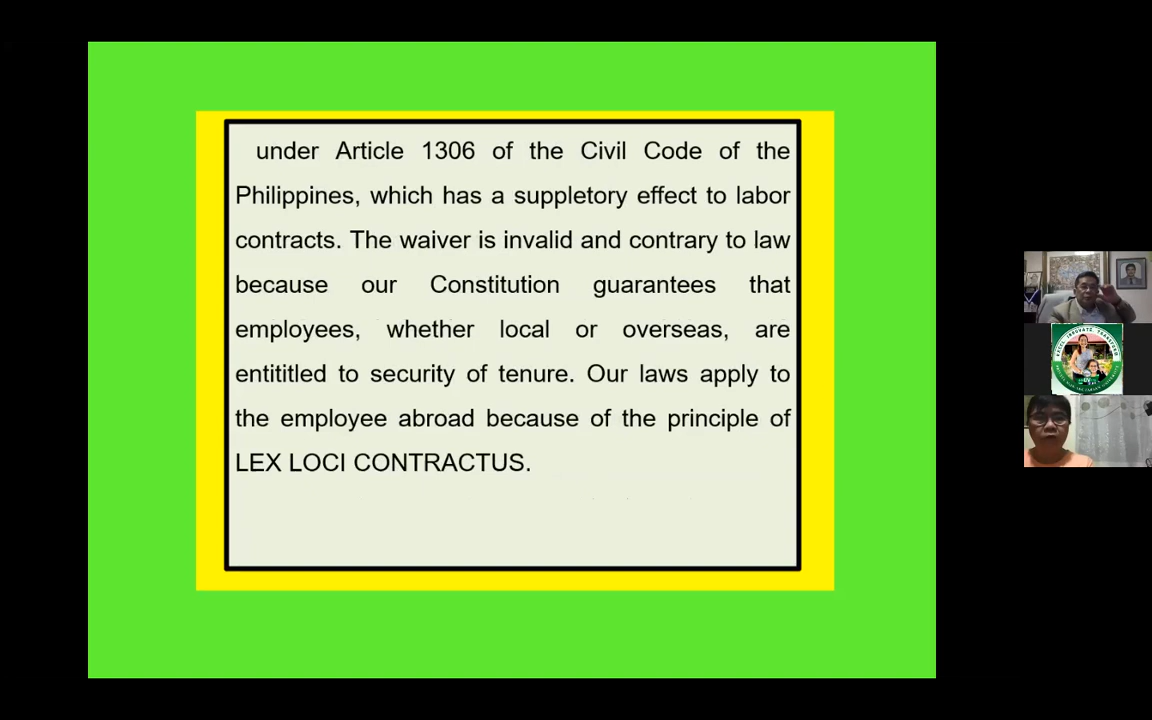 under Article 1306 of the Civil Code of the
Philippines, which has a suppletory effect to labor
contracts. The waiver is invalid and contrary to law
because our Constitution guarantees that
employees, whether local or overseas, are
entititled to security of tenure. Our laws apply to
the employee abroad because of the principle of
LEX LOCI CONTRACTUS.